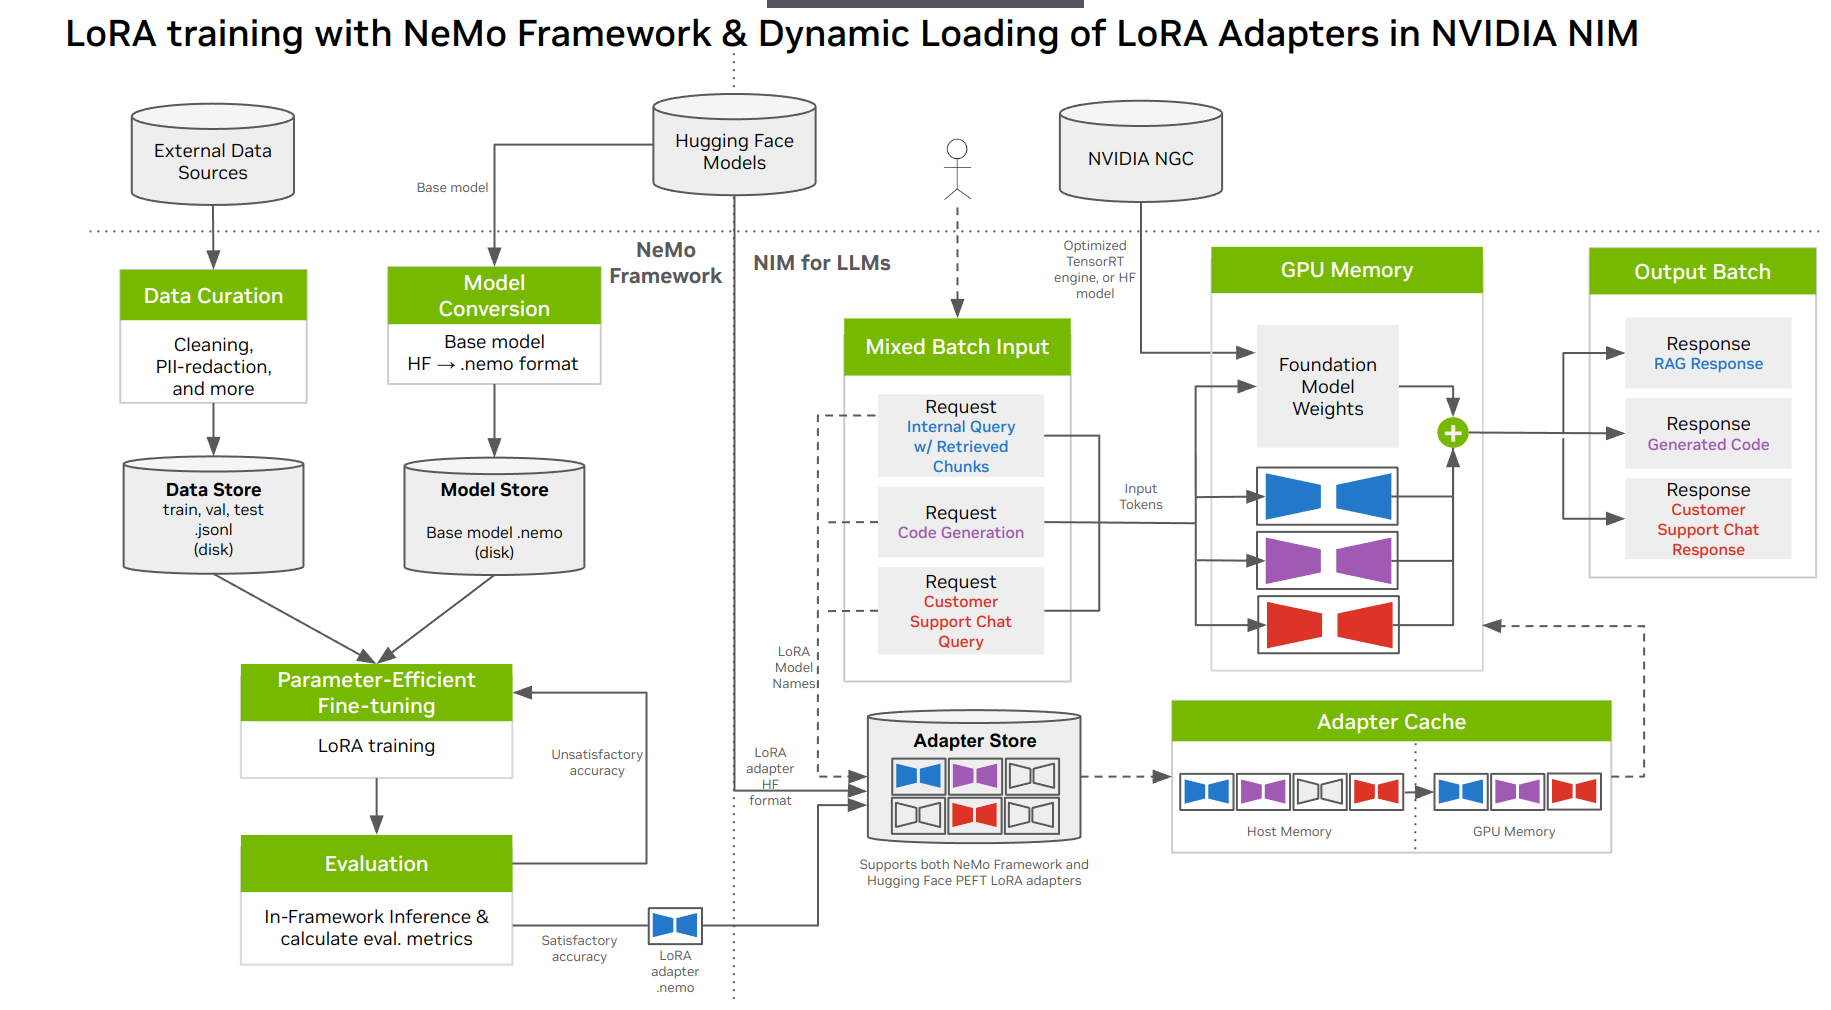 LoRA training with NeMo Framework & Dynamic Loading of LoRA Adapters in NVIDIA NIM
External Data
Sources
Hugging Face
Models
NVIDIA NGC
Base model
NeMo
Framework
NIM for LLMs
Data Curation
Cleaning,
PII-redaction,
and more
Model
Conversion
Base model
HF → .nemo format
Data Store
train, val, test
.jsonl
(disk)
Model Store
Base model .nemo
(disk)
Parameter-Efficient
Fine-tuning
LoRA training
Unsatisfactory
accuracy
Evaluation
In-Framework Inference &
calculate eval. metrics
Satisfactory
accuracy
LoRA
adapter
.nemo
Mixed Batch Input
Request
Internal Query
w/ Retrieved
Chunks
Request
Code Generation
Request
Customer
Support Chat
Query
LoRA
Model
Names
LoRA
adapter
HF
format
Input
Tokens
Optimized
TensorRT
engine, or HF
model
GPU Memory
Foundation
Model
Weights
Output Batch
Response
RAG Response
Response
Generated Code
Response
Customer
Support Chat
Response
Adapter Store
Supports both NeMo Framework and
Hugging Face PEFT LoRA adapters
Adapter Cache
Host Memory
GPU Memory